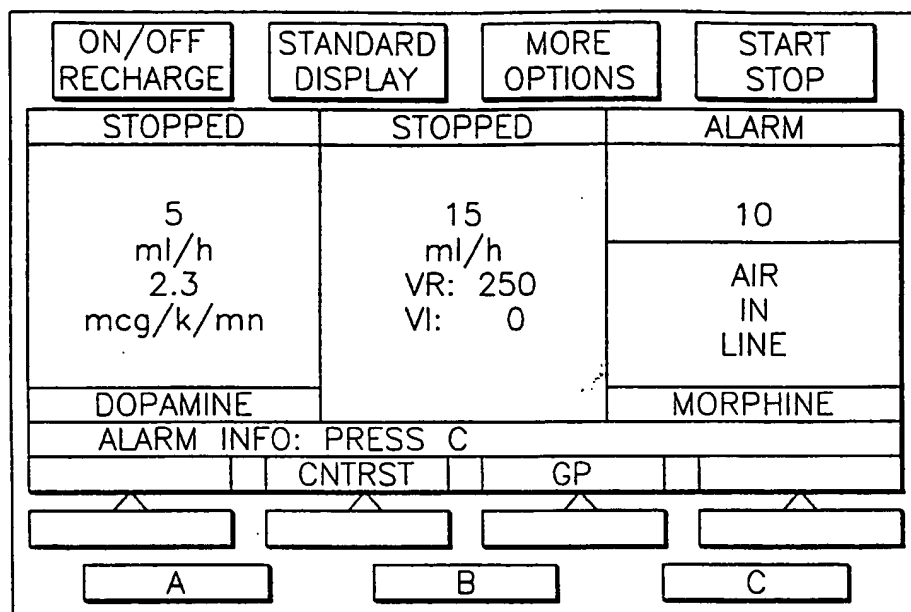 ON/OFF
RECHARGE
STANDARD
DISPLAY
MORE
OPTIONS
START
STOP
STOPPED
STOPPED
ALARM
5
ml/h
2.3
mcg/k/mn
DOPAMINE
15
ml/h
VR: 250
VI: 0
10
AIR
IN
LINE
MORPHINE
ALARM INFO: PRESS C
CNTRST
GP
A
B
C